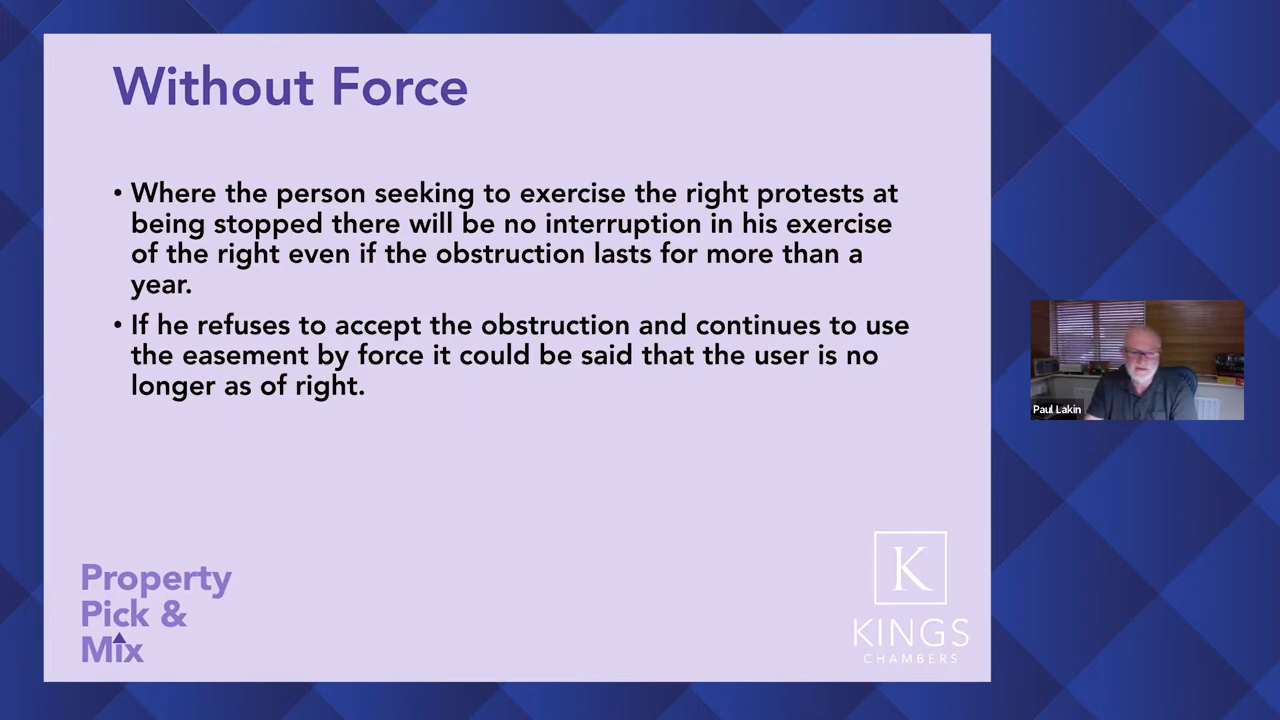 Without Force
• Where the person seeking to exercise the right protests at
being stopped there will be no interruption in his exercise
of the right even if the obstruction lasts for more than a
year.
• If he refuses to accept the obstruction and continues to use
the easement by force it could be said that the user is no
longer as of right.
Paul Lakin
Property
Pick &
Mix
K
KINGS
CHAMBERS